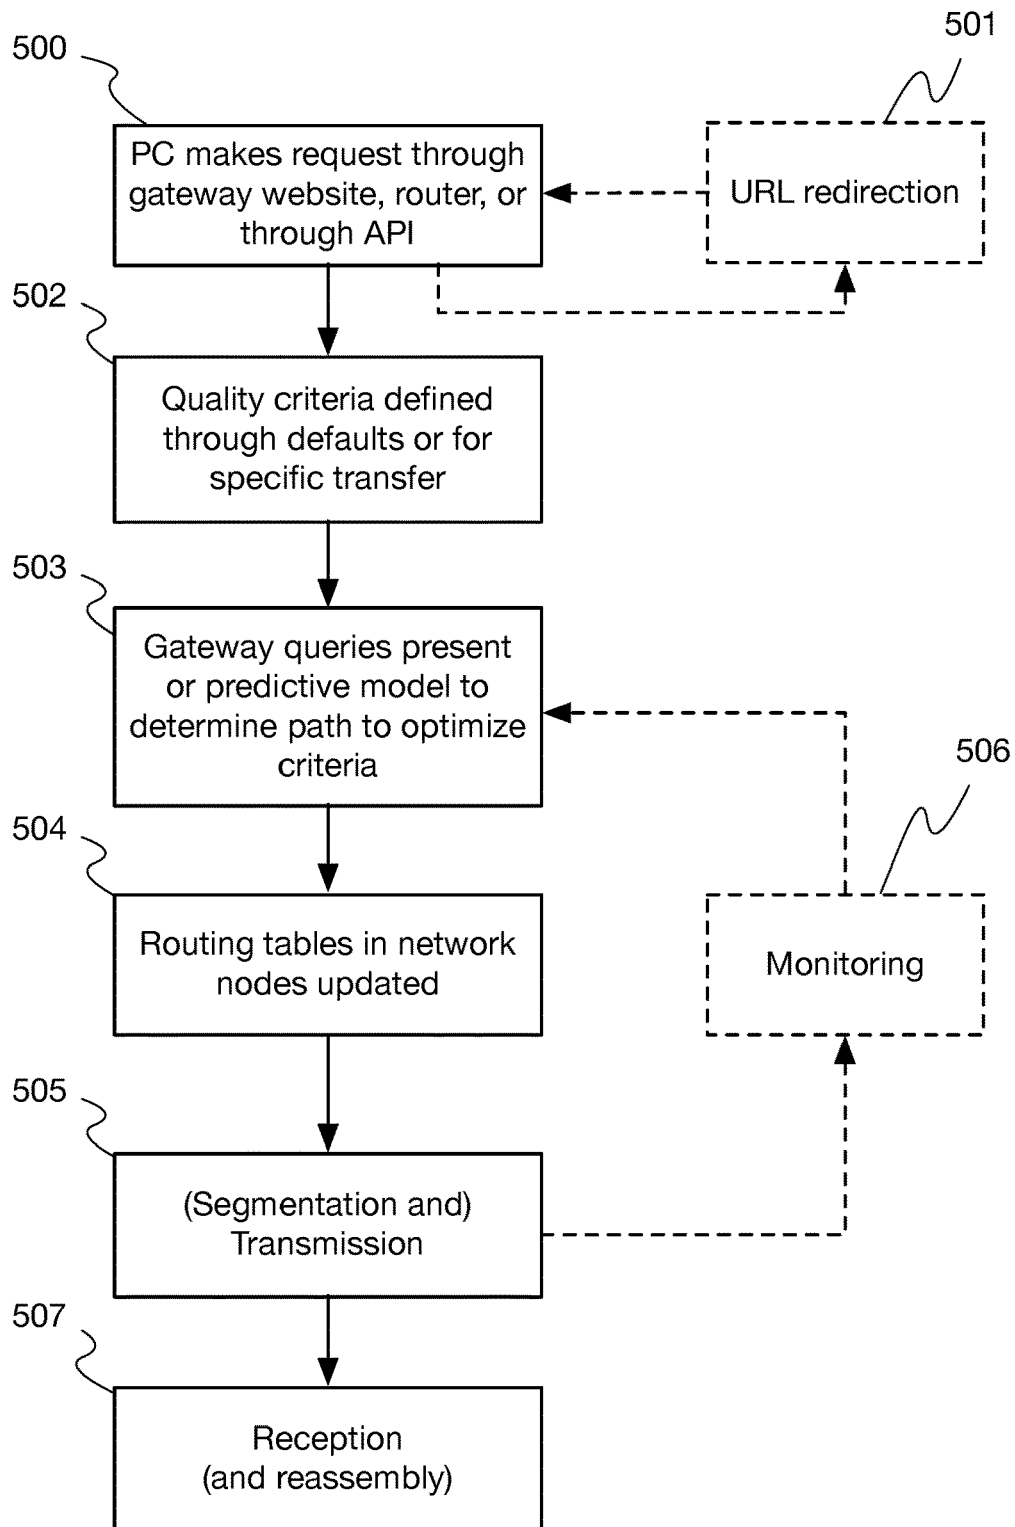 500
501
PC makes request through
gateway website, router, or
through API
URL redirection
502
Quality criteria defined
through defaults or for
specific transfer
503
Gateway queries present
or predictive model to
determine path to optimize
criteria
506
504
Routing tables in network
nodes updated
Monitoring
505
(Segmentation and)
Transmission
507
Reception
(and reassembly)